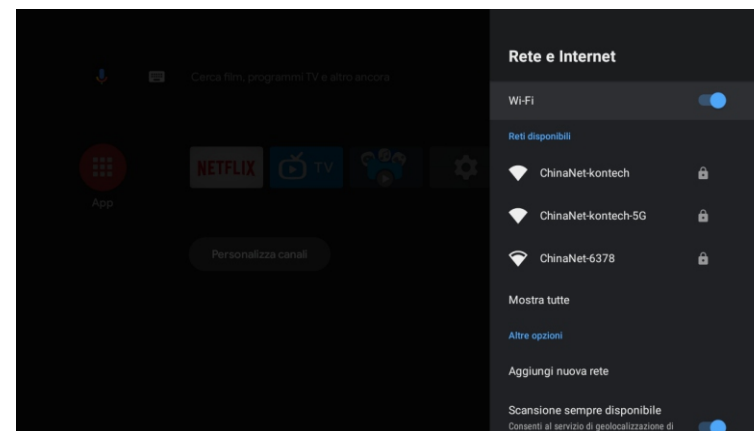 Rete e Internet
Cerca film, programmi TV e altro ancora
Wi-Fi
Reti disponibili
NETFLIX
TV
ChinaNet-kontech
App
ChinaNet-kontech-5G
Personalizza canali
ChinaNet-6378
Mostra tutte
Altre opzioni
Aggiungi nuova rete
Scansione sempre disponibile
Consenti al servizio di geolocalizzazione di